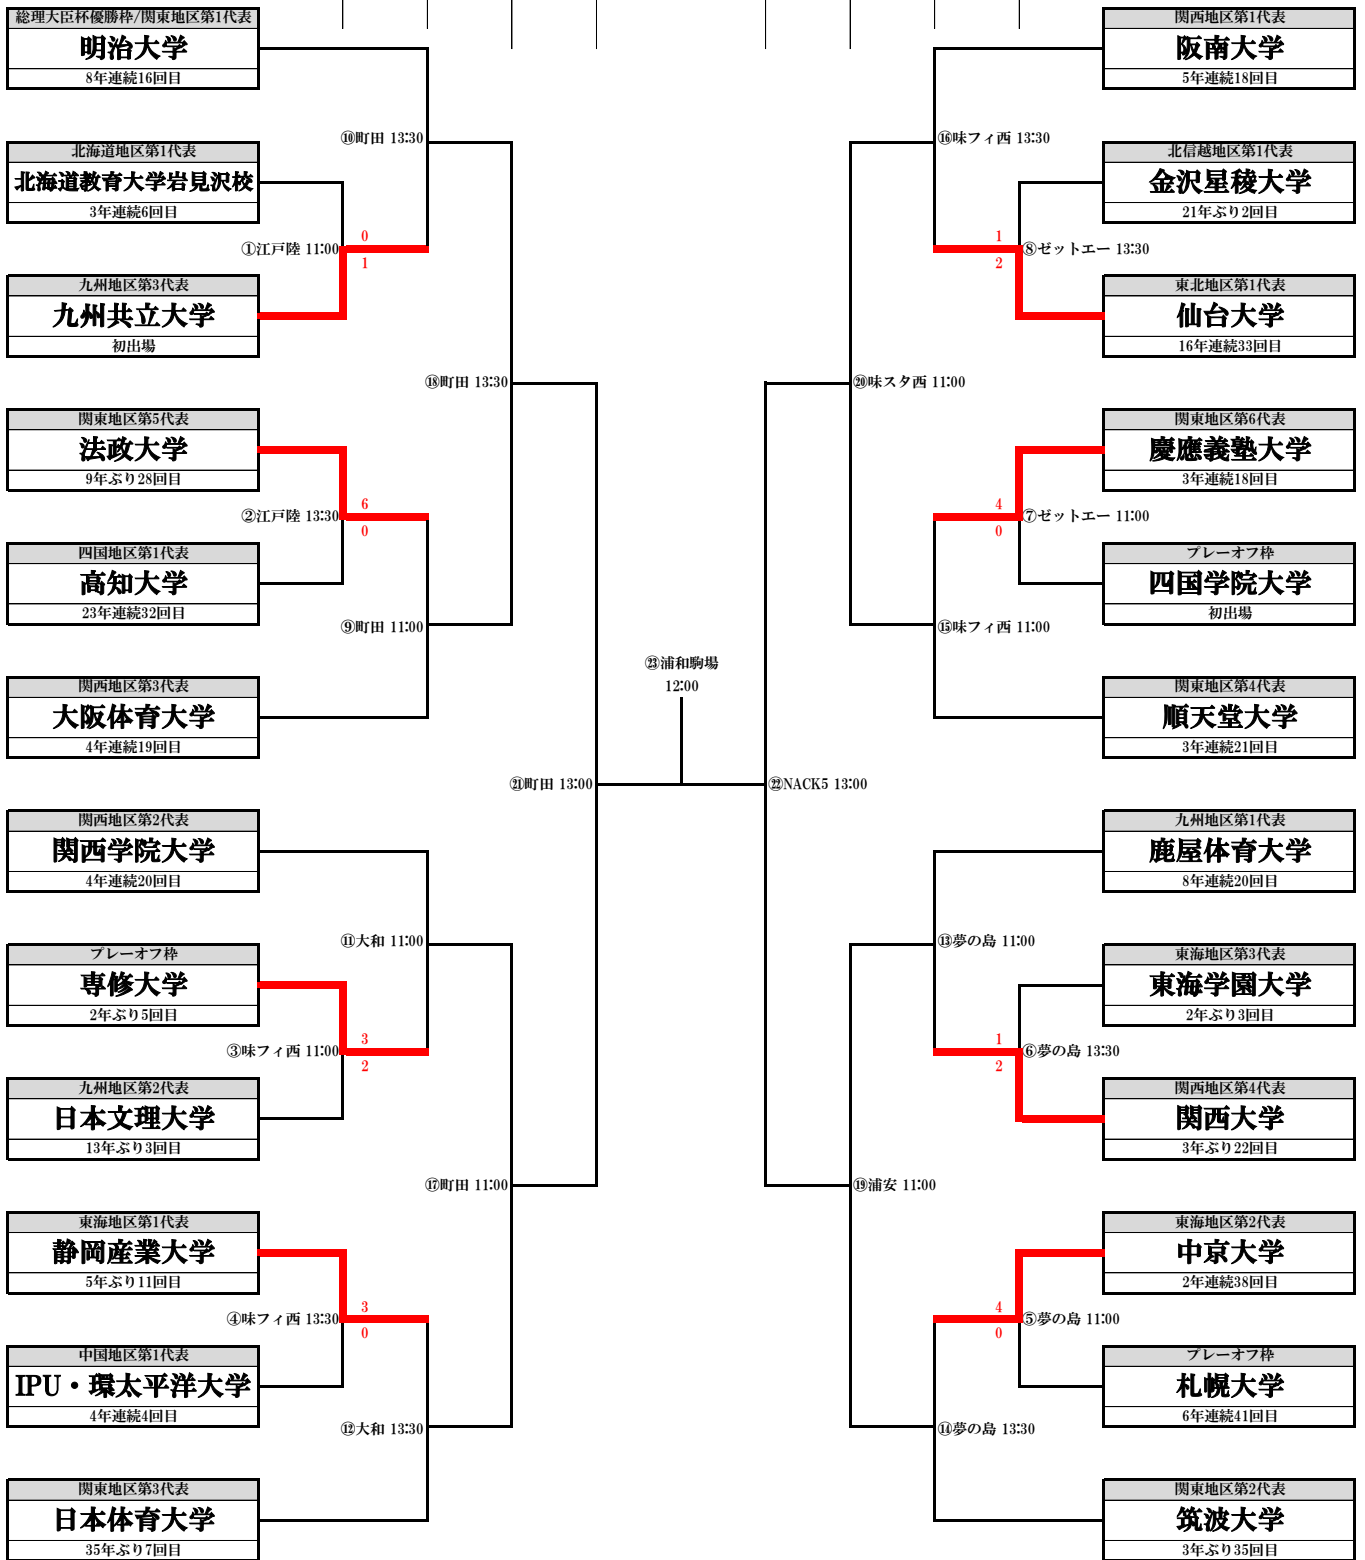 総理大臣杯優勝枠/関東地区第1代表
明治大学
8年連続16回目
⑩町田 13:30
北海道地区第1代表
北海道教育大学岩見沢校
3年連続6回目
①江戸陸 11:00
0
1
九州地区第3代表
九州共立大学
初出場
⑱町田 13:30
関東地区第5代表
法政大学
9年ぶり28回目
②江戸陸 13:30
6
0
四国地区第1代表
高知大学
23年連続32回目
⑨町田 11:00
関西地区第3代表
大阪体育大学
4年連続19回目
㉑町田 13:00
関西地区第2代表
関西学院大学
4年連続20回目
⑪大和 11:00
プレーオフ枠
専修大学
2年ぶり5回目
③味フィ西 11:00
3
2
九州地区第2代表
日本文理大学
13年ぶり3回目
⑰町田 11:00
東海地区第1代表
静岡産業大学
5年ぶり11回目
④味フィ西 13:30
3
0
中国地区第1代表
IPU・環太平洋大学
4年連続4回目
⑫大和 13:30
関東地区第3代表
日本体育大学
35年ぶり7回目
㉓浦和駒場
12:00
関西地区第1代表
阪南大学
5年連続18回目
⑯味フィ西 13:30
北信越地区第1代表
金沢星稜大学
21年ぶり2回目
1
2
⑧ゼットエー 13:30
東北地区第1代表
仙台大学
16年連続33回目
⑳味スタ西 11:00
関東地区第6代表
慶應義塾大学
3年連続18回目
4
0
⑦ゼットエー 11:00
プレーオフ枠
四国学院大学
初出場
⑮味フィ西 11:00
関東地区第4代表
順天堂大学
3年連続21回目
㉒NACK5 13:00
九州地区第1代表
鹿屋体育大学
8年連続20回目
⑬夢の島 11:00
東海地区第3代表
東海学園大学
2年ぶり3回目
1
2
⑥夢の島 13:30
関西地区第4代表
関西大学
3年ぶり22回目
⑲浦安 11:00
東海地区第2代表
中京大学
2年連続38回目
4
0
⑤夢の島 11:00
プレーオフ枠
札幌大学
6年連続41回目
⑭夢の島 13:30
関東地区第2代表
筑波大学
3年ぶり35回目